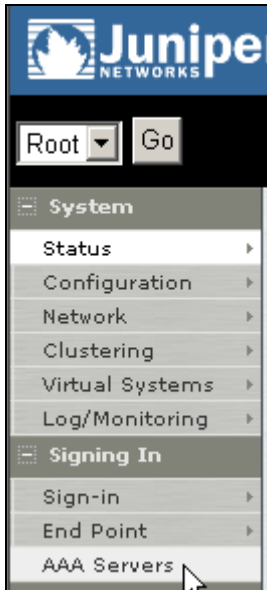 Juniper
NETWORKS
Root Go
System
Status
Configuration
Network
Clustering
Virtual Systems
Log/Monitoring
Signing In
Sign-in
End Point
AAA Servers